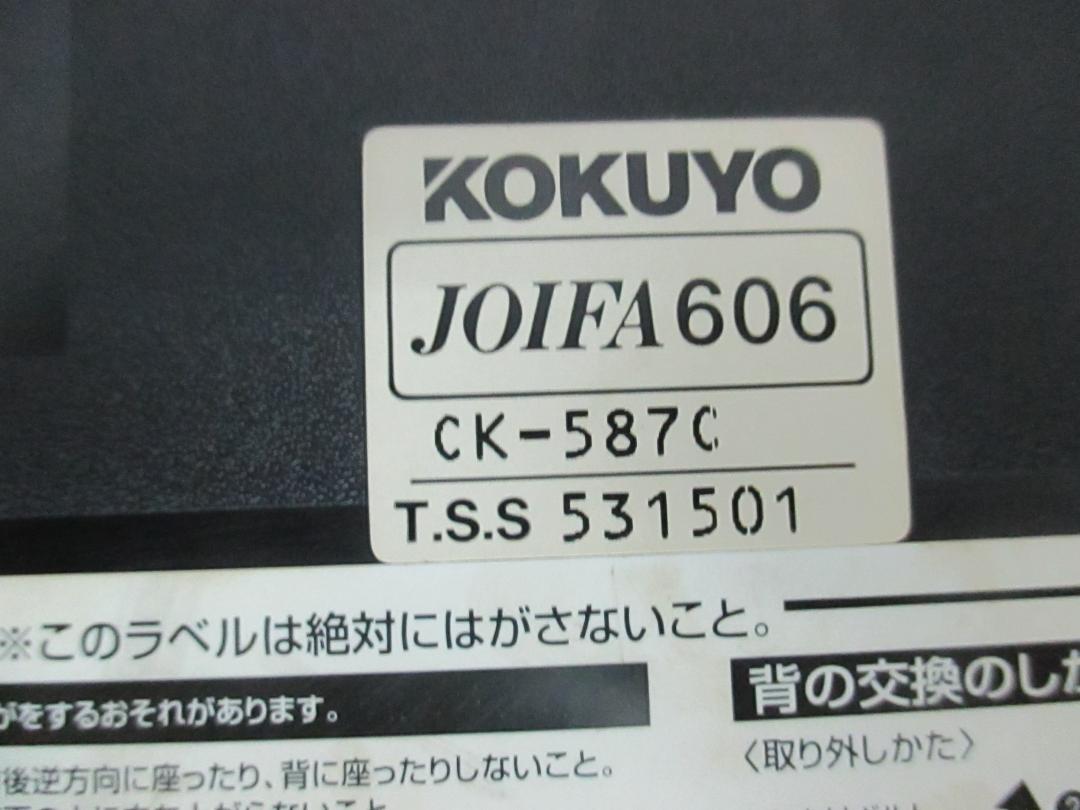 KOKUYO
JOIFA606
CK-587C
T.S.S 531501
※このラベルは絶対にはがさないこと。
がをするおそれがあります。
後逆方向に座ったり、背に座ったりしないこと。
背の交換のしか
〈取り外しかた〉